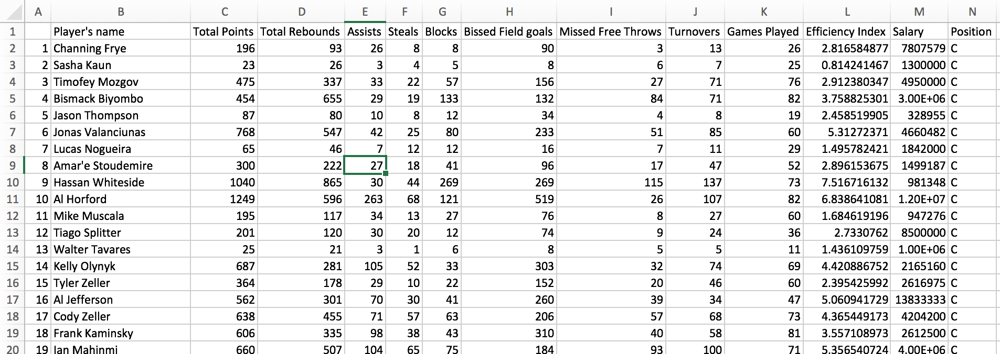 A B C D E F G H I J K L M N
1 Player's name Total Points Total Rebounds Assists Steals Blocks Bissed Field goals Missed Free Throws Turnovers Games Played Efficiency Index Salary Position
2 1 Channing Frye 196 93 26 8 8 90 3 13 26 2.816584877 7807579 C
3 2 Sasha Kaun 23 26 3 4 5 8 6 7 25 0.814241467 1300000 C
4 3 Timofey Mozgov 475 337 33 22 57 156 27 71 76 2.912380347 4950000 C
5 4 Bismack Biyombo 454 655 29 19 133 132 84 71 82 3.758825301 3.00E+06 C
6 5 Jason Thompson 87 80 10 8 12 34 4 8 19 2.458519905 328955 C
7 6 Jonas Valanciunas 768 547 42 25 80 233 51 85 60 5.31272371 4660482 C
8 7 Lucas Nogueira 65 46 7 12 12 16 7 11 29 1.495782421 1842000 C
9 8 Amar'e Stoudemire 300 222 27 18 41 96 17 47 52 2.896153675 1499187 C
10 9 Hassan Whiteside 1040 865 30 44 269 269 115 137 73 7.516716132 981348 C
11 10 Al Horford 1249 596 263 68 121 519 26 107 82 6.838641081 1.20E+07 C
12 11 Mike Muscala 195 117 34 13 27 76 8 27 60 1.684619196 947276 C
13 12 Tiago Splitter 201 120 30 20 12 74 9 24 36 2.7330762 8500000 C
14 13 Walter Tavares 25 21 3 1 6 8 5 5 11 1.436109759 1.00E+06 C
15 14 Kelly Olynyk 687 281 105 52 33 303 32 74 69 4.420886752 2165160 C
16 15 Tyler Zeller 364 178 29 10 22 152 20 46 60 2.395425992 2616975 C
17 16 Al Jefferson 562 301 70 30 41 260 39 34 47 5.060941729 13833333 C
18 17 Cody Zeller 638 455 71 57 63 206 57 68 73 4.365449173 4204200 C
19 18 Frank Kaminsky 606 335 98 38 43 310 40 58 81 3.557108973 2612500 C
20 19 Ian Mahinmi 660 507 104 65 75 184 93 100 71 5.356540724 4.00E+06 C